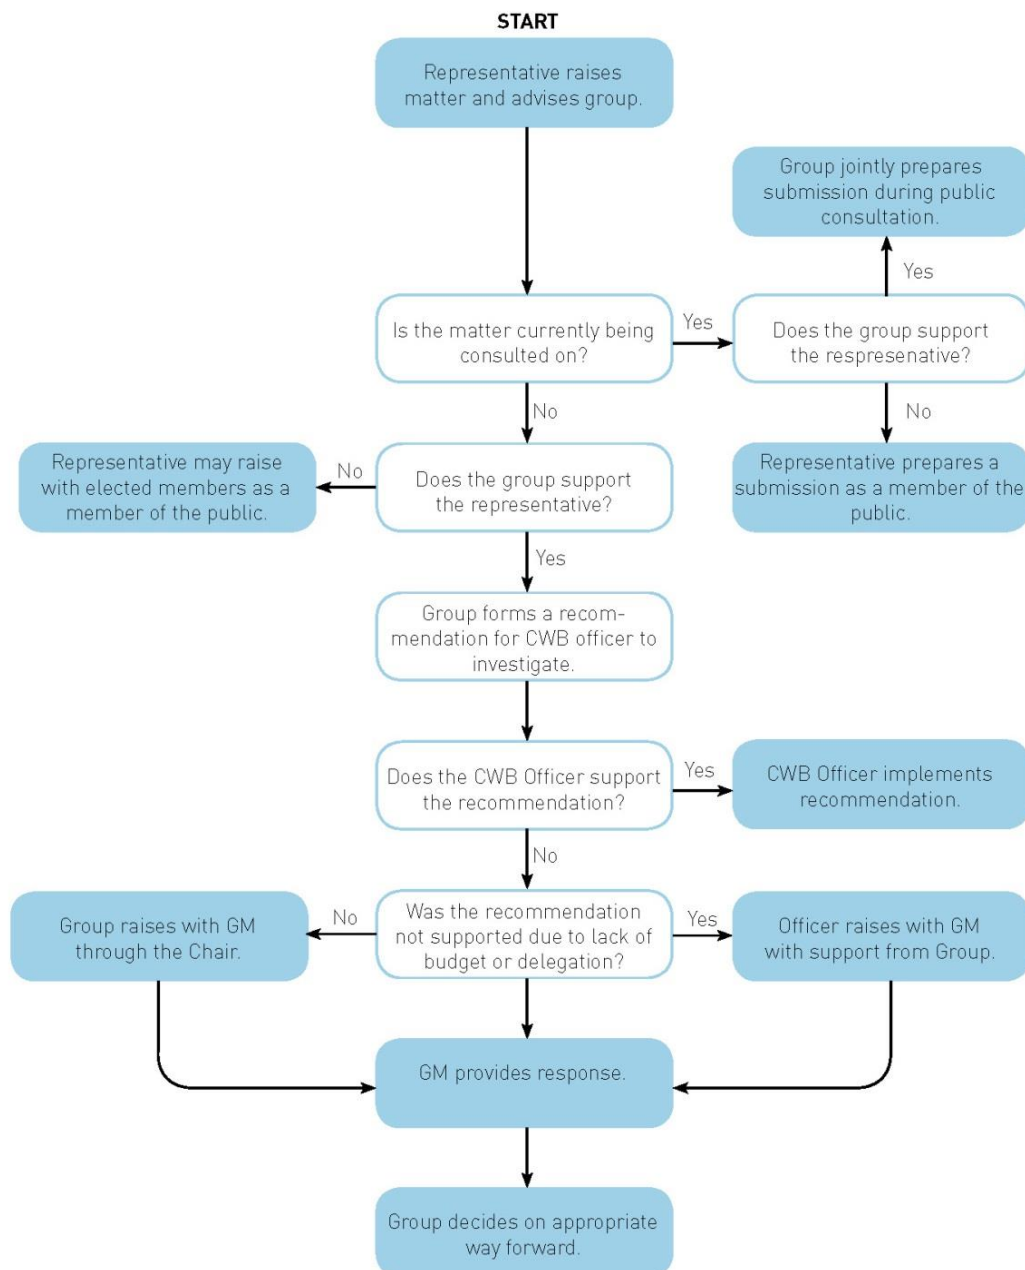 START
Representative raises
matter and advises group.
Group jointly prepares
submission during public
consultation.
Yes
Is the matter currently being
consulted on?
Yes
Does the group support
the respresenative?
No
No
Representative may raise
with elected members as a
member of the public.
No
Does the group support
the representative?
Representative prepares a
submission as a member of the
public.
Yes
Group forms a recom-
mendation for CWB officer to
investigate.
Does the CWB Officer support
the recommendation?
Yes
CWB Officer implements
recommendation.
No
Group raises with GM
through the Chair.
No
Was the recommendation
not supported due to lack of
budget or delegation?
Yes
Officer raises with GM
with support from Group.
GM provides response.
Group decides on appropriate
way forward.